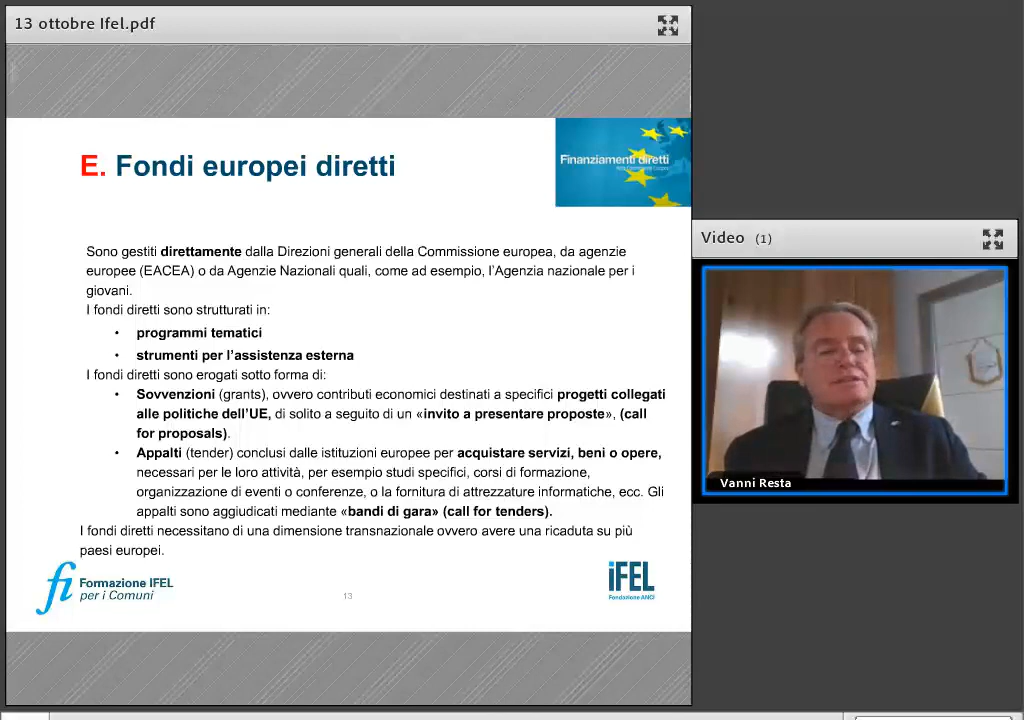 13 ottobre Ifel.pdf
E. Fondi europei diretti
Finanziamenti diretti
Sono gestiti direttamente dalla Direzioni generali della Commissione europea, da agenzie
europee (EACEA) o da Agenzie Nazionali quali, come ad esempio, l'Agenzia nazionale per i
giovani.
I fondi diretti sono strutturati in:
• programmi tematici
• strumenti per l'assistenza esterna
I fondi diretti sono erogati sotto forma di:
• Sovvenzioni (grants), ovvero contributi economici destinati a specifici progetti collegati
alle politiche dell'UE, di solito a seguito di un «invito a presentare proposte», (call
for proposals).
• Appalti (tender) conclusi dalle istituzioni europee per acquistare servizi, beni o opere,
necessari per le loro attività, per esempio studi specifici, corsi di formazione,
organizzazione di eventi o conferenze, o la fornitura di attrezzature informatiche, ecc. Gli
appalti sono aggiudicati mediante «bandi di gara» (call for tenders).
I fondi diretti necessitano di una dimensione transnazionale ovvero avere una ricaduta su più
paesi europei.
fi Formazione IFEL
per i Comuni
13
iFEL
Fondazione ANCI
Video (1)
Vanni Resta